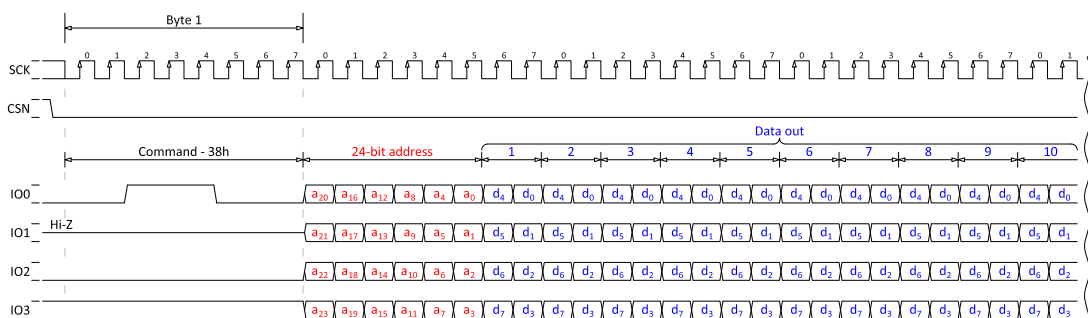 Byte 1
0 1 2 3 4 5 6 7 0 1 2 3 4 5 6 7 0 1 2 3 4 5 6 7 0 1 2 3 4 5 6 7 0 1
SCK
CSN
Data out
Command - 38h 24-bit address 1 2 3 4 5 6 7 8 9 10
IO0 a20 a16 a12 a8 a4 a0 d4 d0 d4 d0 d4 d0 d4 d0 d4 d0 d4 d0 d4 d0 d4 d0 d4 d0 d4 d0
Hi-Z
IO1 a21 a17 a13 a9 a5 a1 d5 d1 d5 d1 d5 d1 d5 d1 d5 d1 d5 d1 d5 d1 d5 d1 d5 d1 d5 d1
IO2 a22 a18 a14 a10 a6 a2 d6 d2 d6 d2 d6 d2 d6 d2 d6 d2 d6 d2 d6 d2 d6 d2 d6 d2 d6 d2
IO3 a23 a19 a15 a11 a7 a3 d7 d3 d7 d3 d7 d3 d7 d3 d7 d3 d7 d3 d7 d3 d7 d3 d7 d3 d7 d3